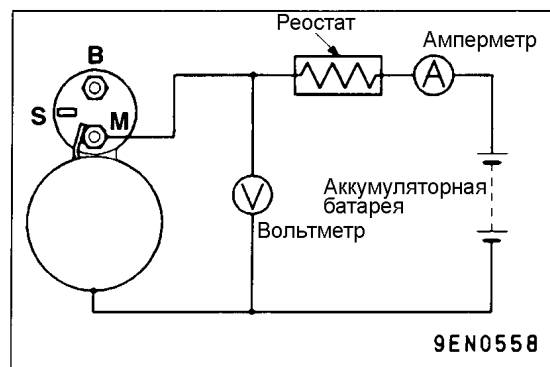 Реостат
Амперметр
B
S
M
A
V
Аккумуляторная
батарея
Вольтметр
9EN0558